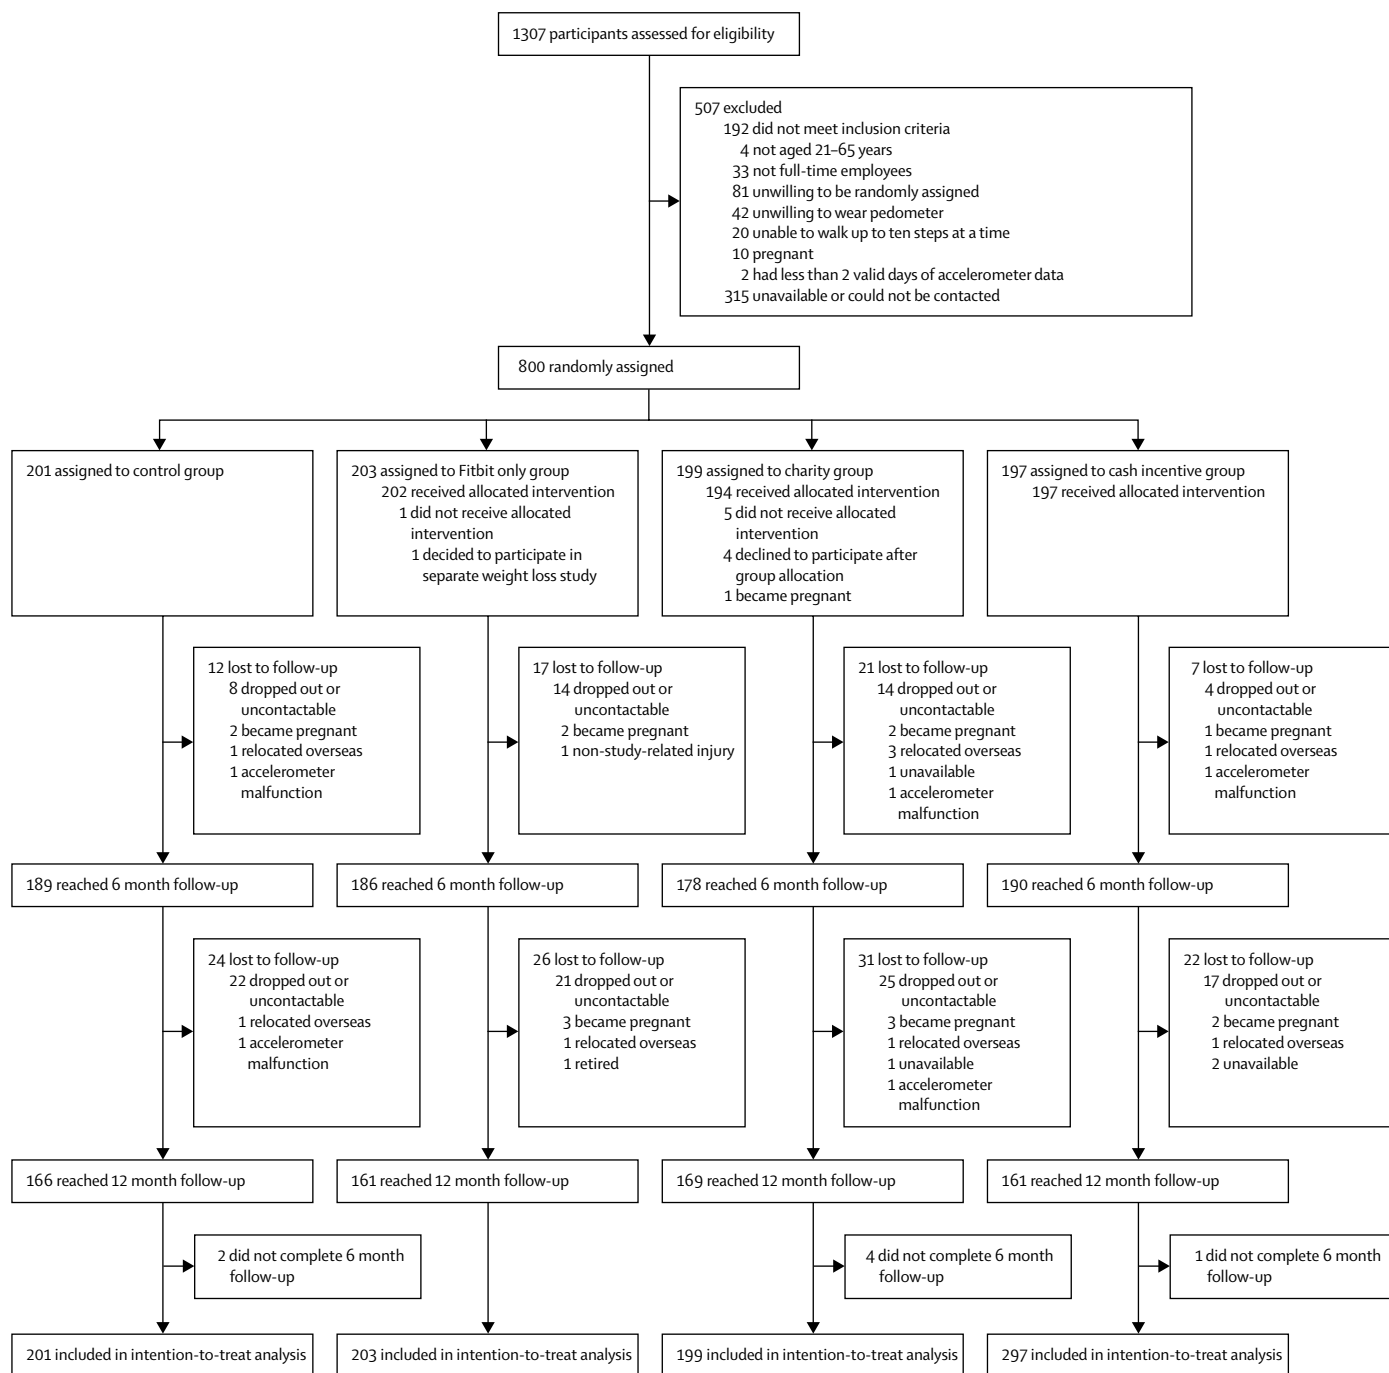 1307 participants assessed for eligibility
507 excluded
192 did not meet inclusion criteria
4 not aged 21–65 years
33 not full-time employees
81 unwilling to be randomly assigned
42 unwilling to wear pedometer
20 unable to walk up to ten steps at a time
10 pregnant
2 had less than 2 valid days of accelerometer data
315 unavailable or could not be contacted
800 randomly assigned
201 assigned to control group
203 assigned to Fitbit only group
202 received allocated intervention
1 did not receive allocated
intervention
1 decided to participate in
separate weight loss study
199 assigned to charity group
194 received allocated intervention
5 did not receive allocated
intervention
4 declined to participate after
group allocation
1 became pregnant
197 assigned to cash incentive group
197 received allocated intervention
12 lost to follow-up
8 dropped out or
uncontactable
2 became pregnant
1 relocated overseas
1 accelerometer
malfunction
17 lost to follow-up
14 dropped out or
uncontactable
2 became pregnant
1 non-study-related injury
21 lost to follow-up
14 dropped out or
uncontactable
2 became pregnant
3 relocated overseas
1 unavailable
1 accelerometer
malfunction
7 lost to follow-up
4 dropped out or
uncontactable
1 became pregnant
1 relocated overseas
1 accelerometer
malfunction
189 reached 6 month follow-up
186 reached 6 month follow-up
178 reached 6 month follow-up
190 reached 6 month follow-up
24 lost to follow-up
22 dropped out or
uncontactable
1 relocated overseas
1 accelerometer
malfunction
26 lost to follow-up
21 dropped out or
uncontactable
3 became pregnant
1 relocated overseas
1 retired
31 lost to follow-up
25 dropped out or
uncontactable
3 became pregnant
1 relocated overseas
1 unavailable
1 accelerometer
malfunction
22 lost to follow-up
17 dropped out or
uncontactable
2 became pregnant
1 relocated overseas
2 unavailable
166 reached 12 month follow-up
161 reached 12 month follow-up
169 reached 12 month follow-up
161 reached 12 month follow-up
2 did not complete 6 month
follow-up
4 did not complete 6 month
follow-up
1 did not complete 6 month
follow-up
201 included in intention-to-treat analysis
203 included in intention-to-treat analysis
199 included in intention-to-treat analysis
297 included in intention-to-treat analysis